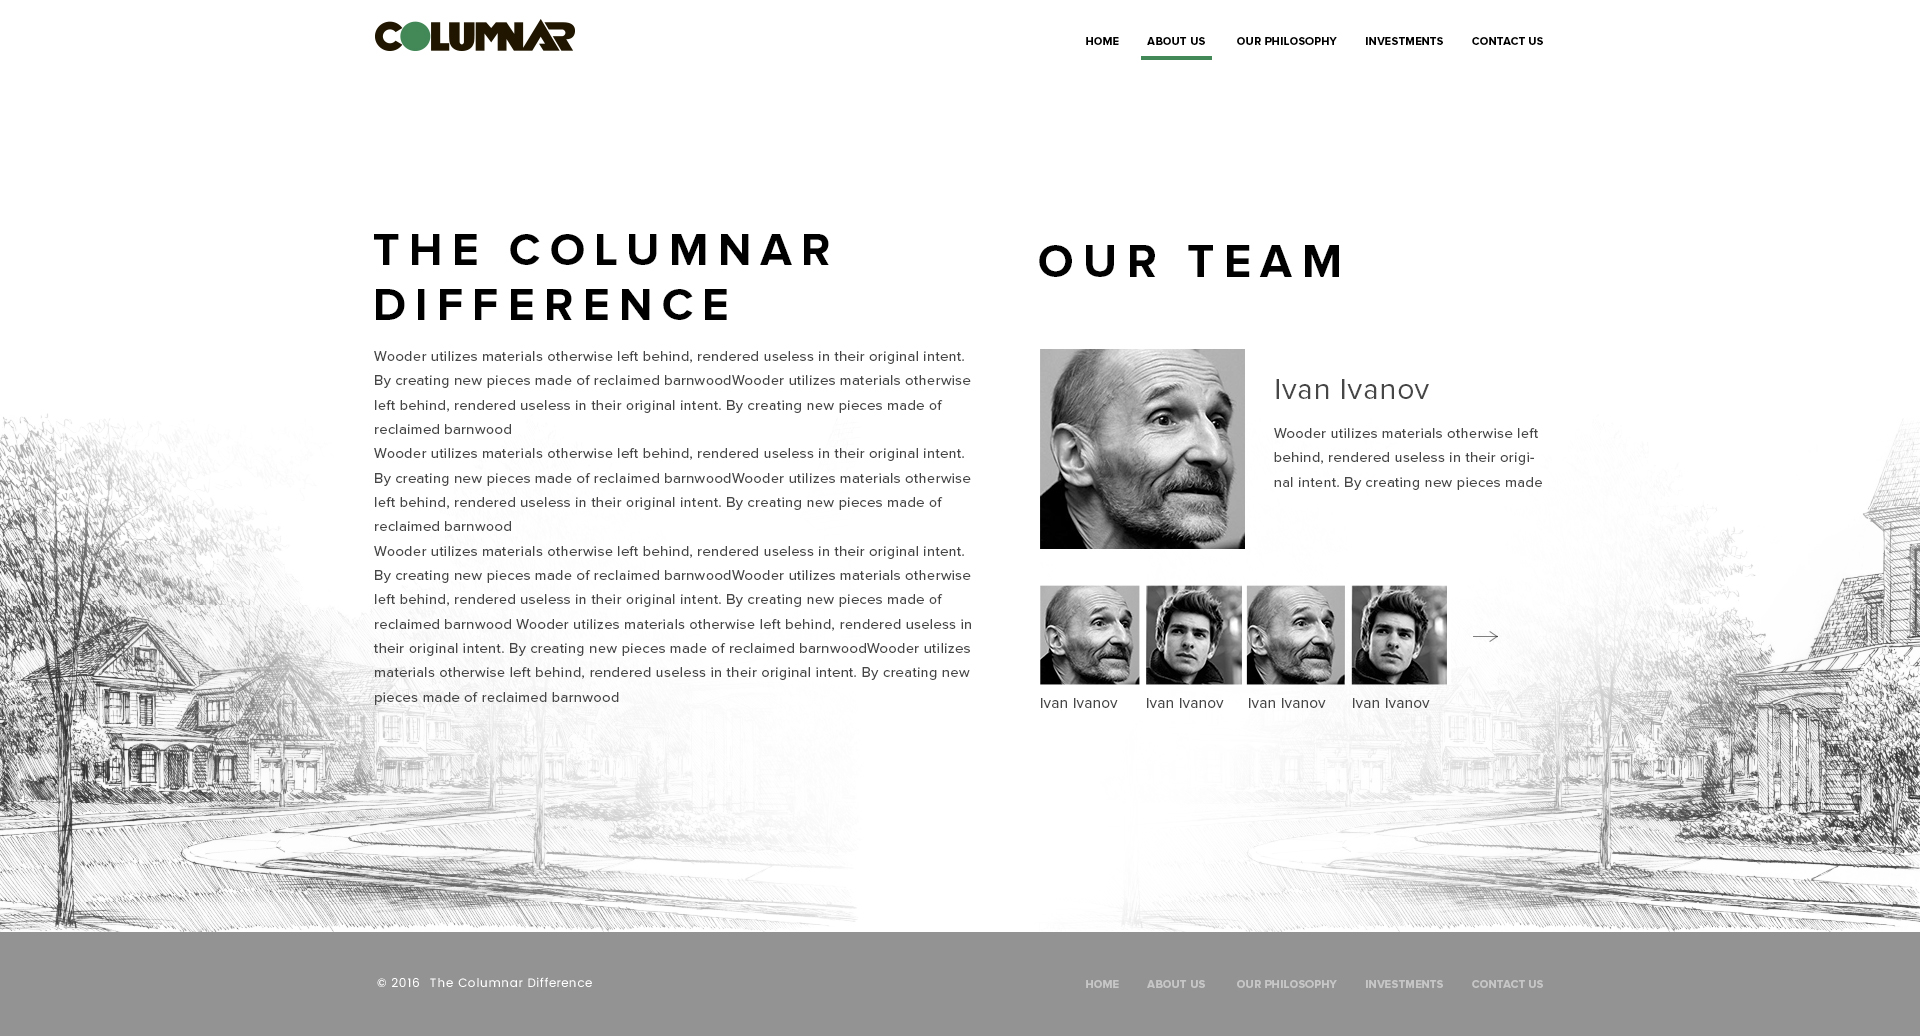 COLUMNAR
HOME ABOUT US OUR PHILOSOPHY INVESTMENTS CONTACT US
THE COLUMNAR
DIFFERENCE
Wooder utilizes materials otherwise left behind, rendered useless in their original intent.
By creating new pieces made of reclaimed barnwoodWooder utilizes materials otherwise
left behind, rendered useless in their original intent. By creating new pieces made of
reclaimed barnwood
Wooder utilizes materials otherwise left behind, rendered useless in their original intent.
By creating new pieces made of reclaimed barnwoodWooder utilizes materials otherwise
left behind, rendered useless in their original intent. By creating new pieces made of
reclaimed barnwood
Wooder utilizes materials otherwise left behind, rendered useless in their original intent.
By creating new pieces made of reclaimed barnwoodWooder utilizes materials otherwise
left behind, rendered useless in their original intent. By creating new pieces made of
reclaimed barnwood Wooder utilizes materials otherwise left behind, rendered useless in
their original intent. By creating new pieces made of reclaimed barnwoodWooder utilizes
materials otherwise left behind, rendered useless in their original intent. By creating new
pieces made of reclaimed barnwood
OUR TEAM
Ivan Ivanov
Wooder utilizes materials otherwise left
behind, rendered useless in their origi-
nal intent. By creating new pieces made
Ivan Ivanov Ivan Ivanov Ivan Ivanov Ivan Ivanov
© 2016 The Columnar Difference
HOME ABOUT US OUR PHILOSOPHY INVESTMENTS CONTACT US